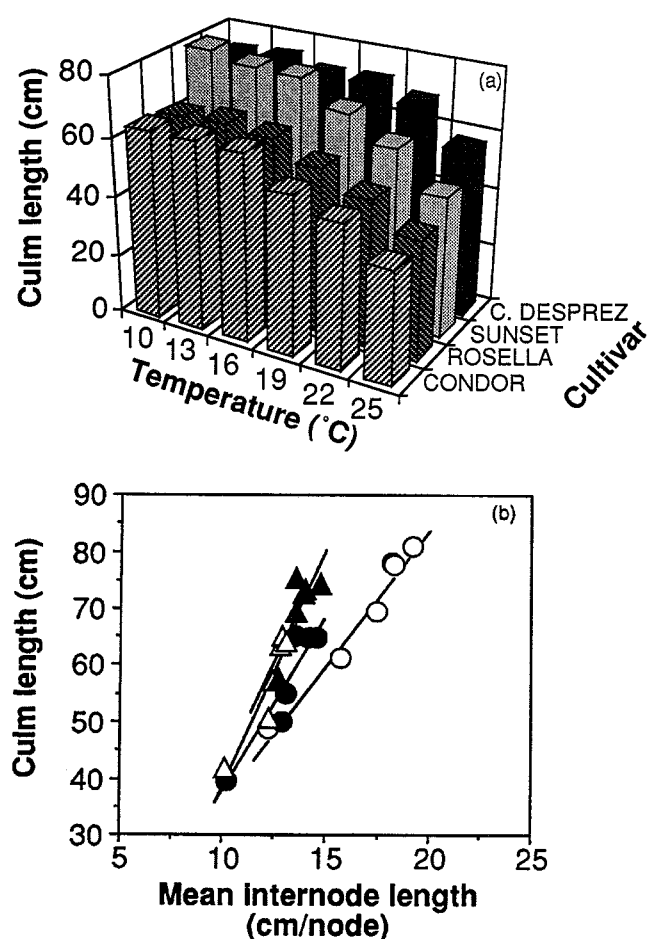 (a)
Culm length (cm)
80
60
40
20
0
10
13
16
19
22
25
Temperature (°C)
C. DESPREZ
SUNSET
ROSELLA
CONDOR
Cultivar
(b)
Culm length (cm)
90
80
70
60
50
40
30
5
10
15
20
25
Mean internode length
(cm/node)